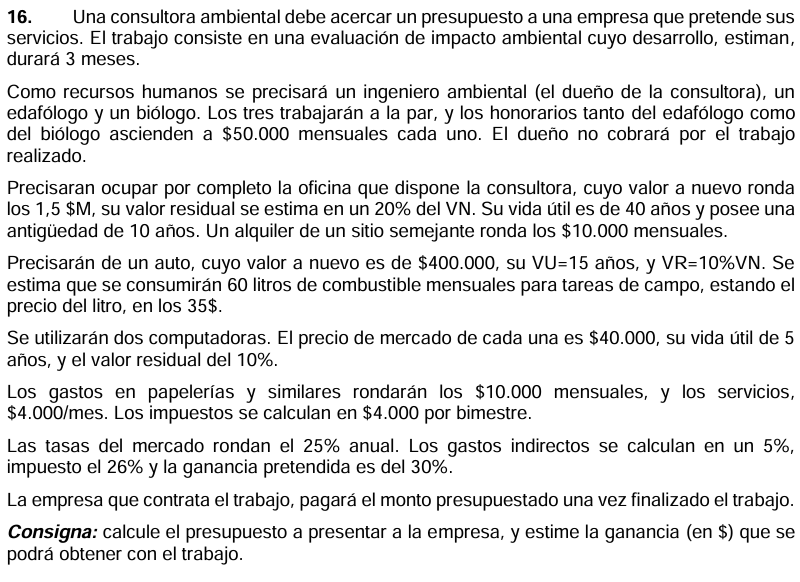 16. Una consultora ambiental debe acercar un presupuesto a una empresa que pretende sus
servicios. El trabajo consiste en una evaluación de impacto ambiental cuyo desarrollo, estiman,
durará 3 meses.
Como recursos humanos se precisará un ingeniero ambiental (el dueño de la consultora), un
edafólogo y un biólogo. Los tres trabajarán a la par, y los honorarios tanto del edafólogo como
del biólogo ascienden a $50.000 mensuales cada uno. El dueño no cobrará por el trabajo
realizado.
Precisaran ocupar por completo la oficina que dispone la consultora, cuyo valor a nuevo ronda
los 1,5 $M, su valor residual se estima en un 20% del VN. Su vida útil es de 40 años y posee una
antigüedad de 10 años. Un alquiler de un sitio semejante ronda los $10.000 mensuales.
Precisarán de un auto, cuyo valor a nuevo es de $400.000, su VU=15 años, y VR=10%VN. Se
estima que se consumirán 60 litros de combustible mensuales para tareas de campo, estando el
precio del litro, en los 35$.
Se utilizarán dos computadoras. El precio de mercado de cada una es $40.000, su vida útil de 5
años, y el valor residual del 10%.
Los gastos en papelerías y similares rondarán los $10.000 mensuales, y los servicios,
$4.000/mes. Los impuestos se calculan en $4.000 por bimestre.
Las tasas del mercado rondan el 25% anual. Los gastos indirectos se calculan en un 5%,
impuesto el 26% y la ganancia pretendida es del 30%.
La empresa que contrata el trabajo, pagará el monto presupuestado una vez finalizado el trabajo.
Consigna: calcule el presupuesto a presentar a la empresa, y estime la ganancia (en $) que se
podrá obtener con el trabajo.